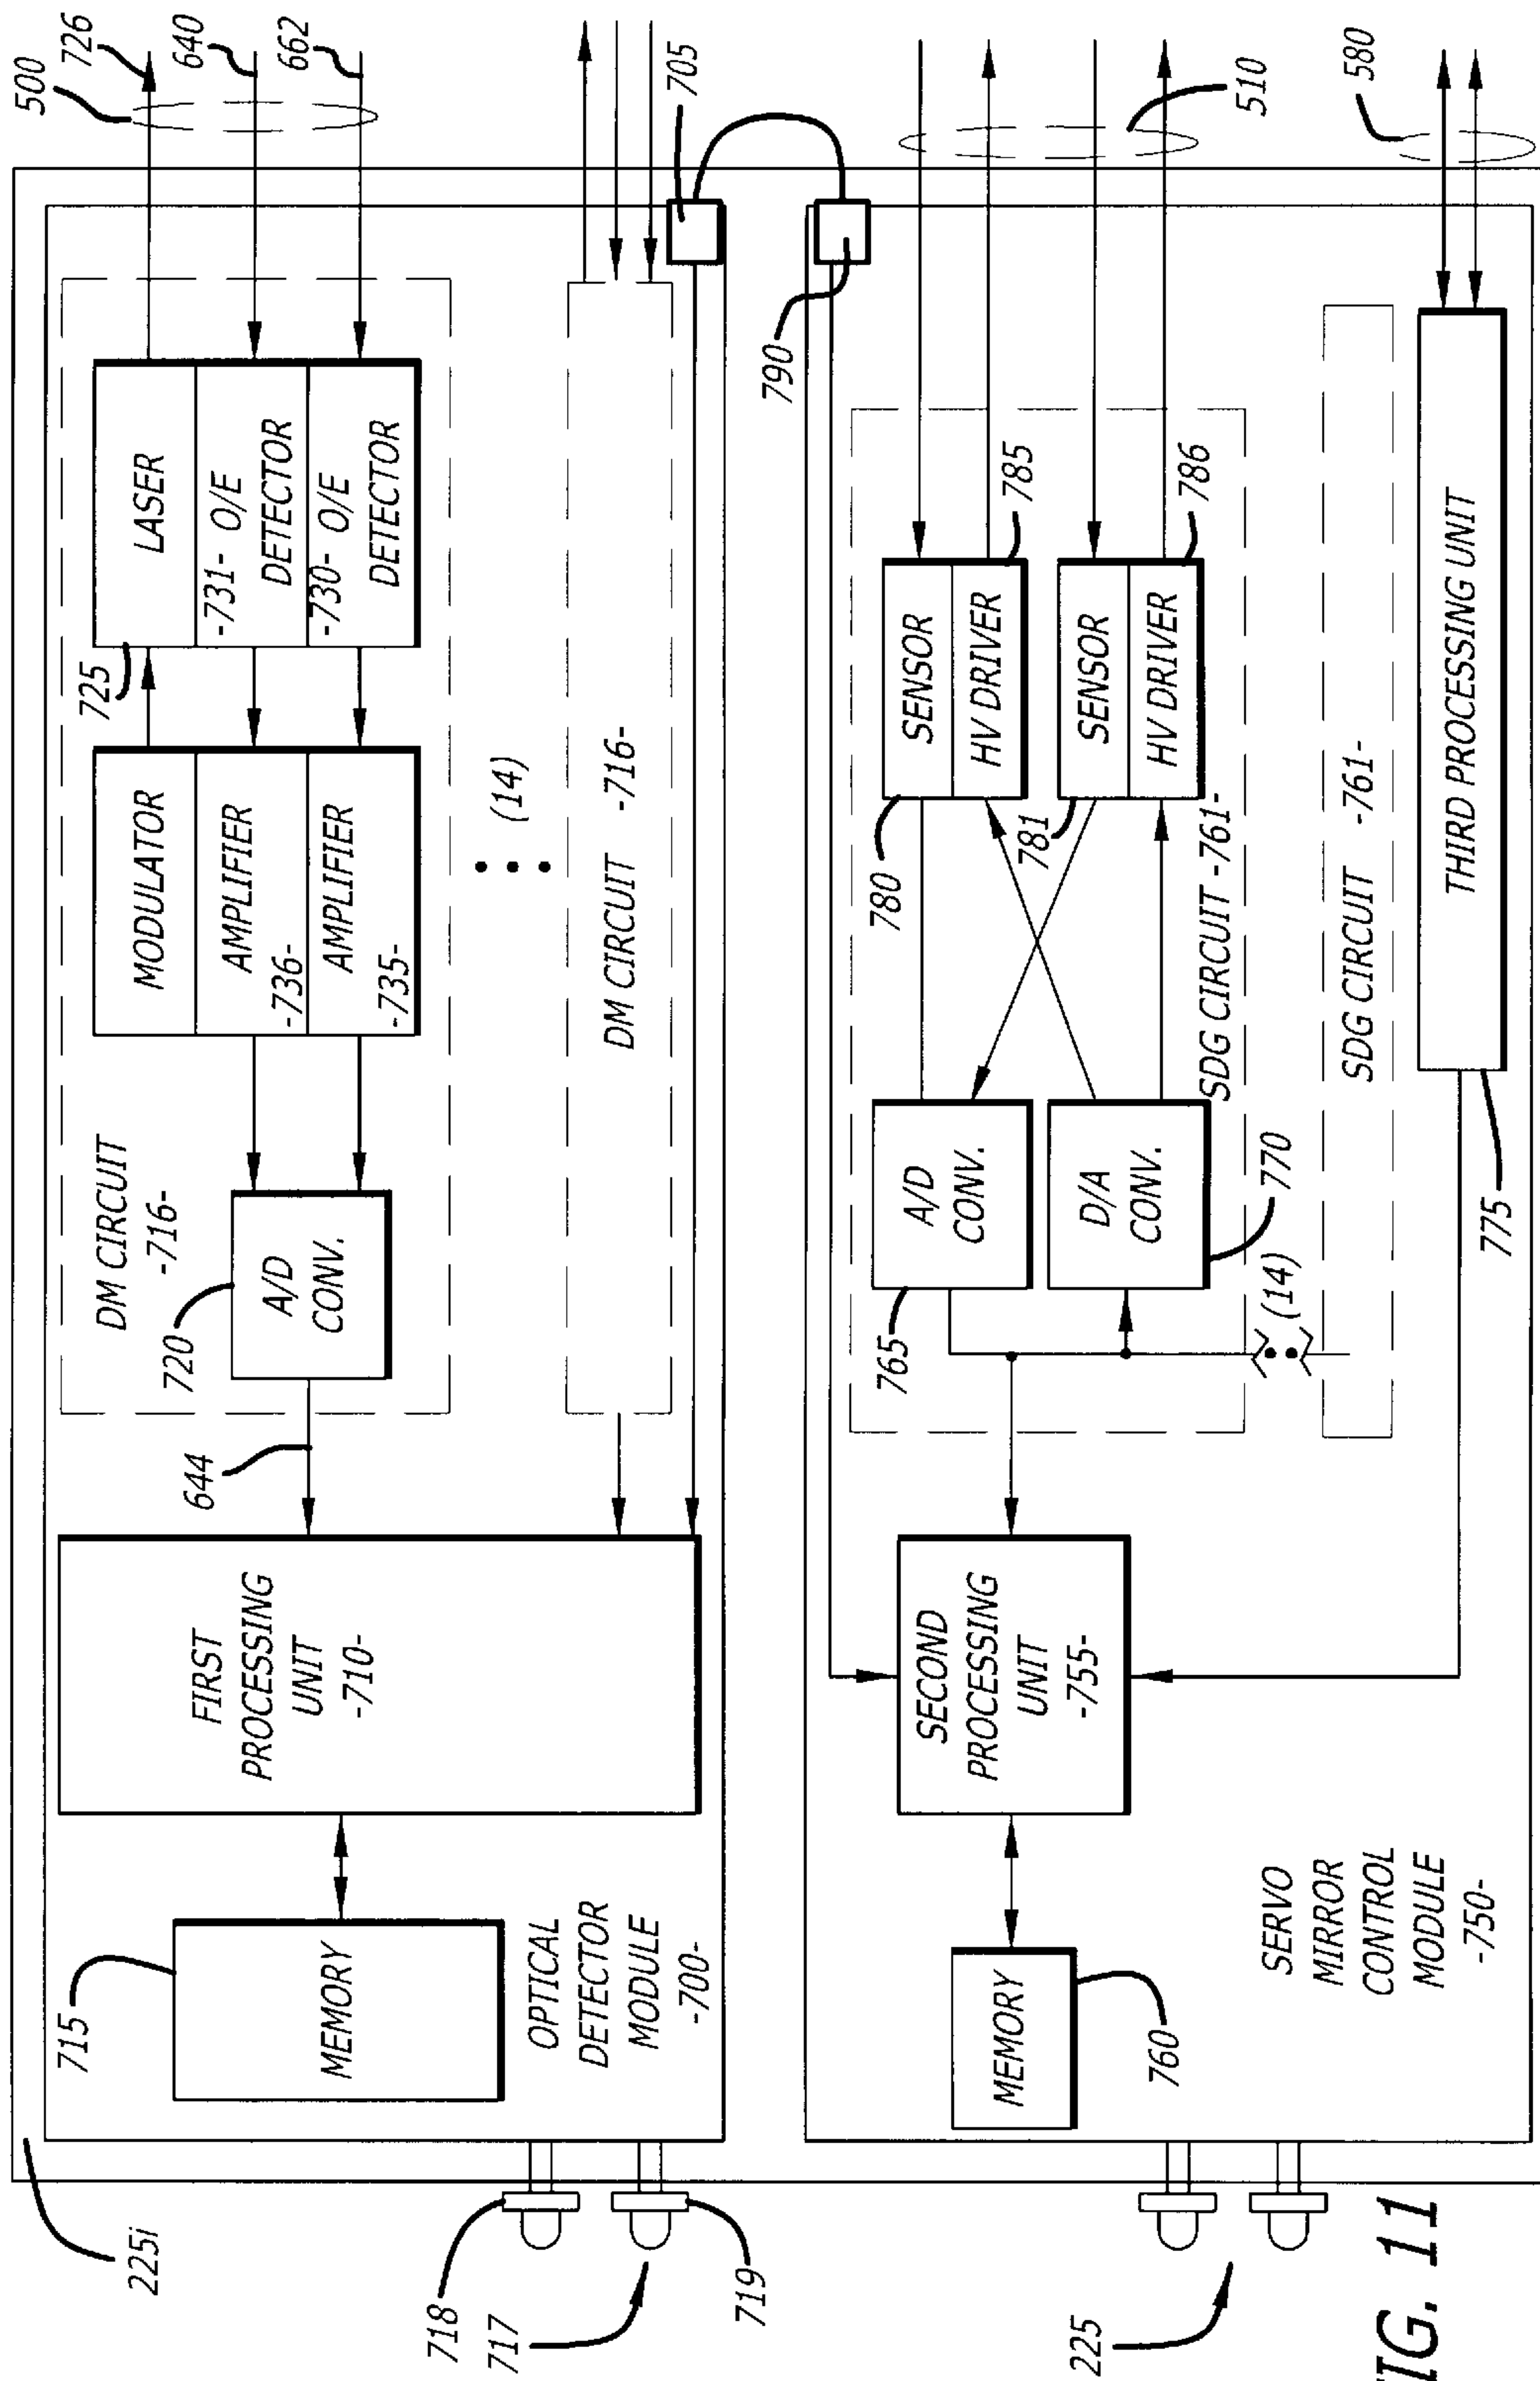 225i
718
717
719
225
FIG. 11
715
MEMORY
OPTICAL
DETECTOR
MODULE
-700-
FIRST
PROCESSING
UNIT
-710-
644
DM CIRCUIT
-716-
720
A/D
CONV.
MODULATOR
AMPLIFIER
-736-
AMPLIFIER
-735-
725
LASER
-731- O/E
DETECTOR
-730- O/E
DETECTOR
500
726
640
662
(14)
DM CIRCUIT -716-
705
790
MEMORY
760
SERVO
MIRROR
CONTROL
MODULE
-750-
SECOND
PROCESSING
UNIT
-755-
765
A/D
CONV.
D/A
CONV.
770
780
SENSOR
HV DRIVER
785
781
SENSOR
HV DRIVER
786
SDG CIRCUIT -761-
(14)
SDG CIRCUIT -761-
775
THIRD PROCESSING UNIT
510
580